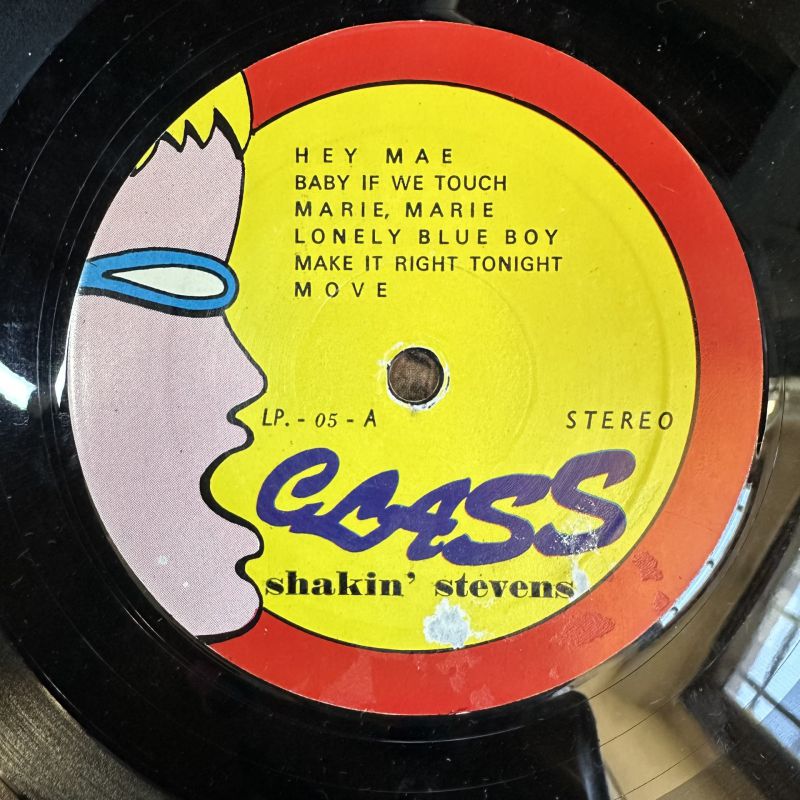 HEY MAE
BABY IF WE TOUCH
MARIE, MARIE
LONELY BLUE BOY
MAKE IT RIGHT TONIGHT
MOVE
LP. - 05 - A
STEREO
CLASS
shakin' stevens